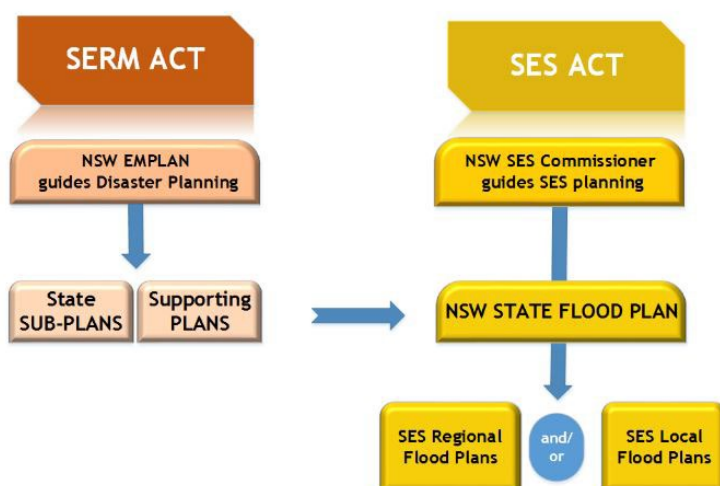 SERM ACT
NSW EMPLAN
guides Disaster Planning
State
SUB-PLANS
Supporting
PLANS
SES ACT
NSW SES Commissioner
guides SES planning
NSW STATE FLOOD PLAN
SES Regional
Flood Plans
and/
or
SES Local
Flood Plans